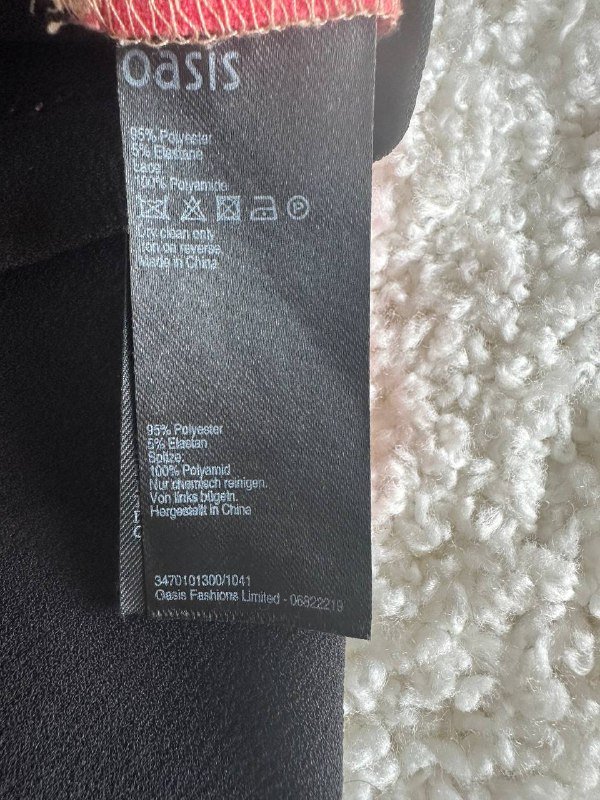 oasis
95% Polyester
5% Elastane
Lace:
100% Polyamide
Dry clean only
Iron on reverse
Made in China
95% Polyester
5% Elastan
Spitze:
100% Polyamid
Nur chemisch reinigen.
Von links bügeln.
Hergestellt in China
3470101300/1041
Oasis Fashions Limited - 06822219